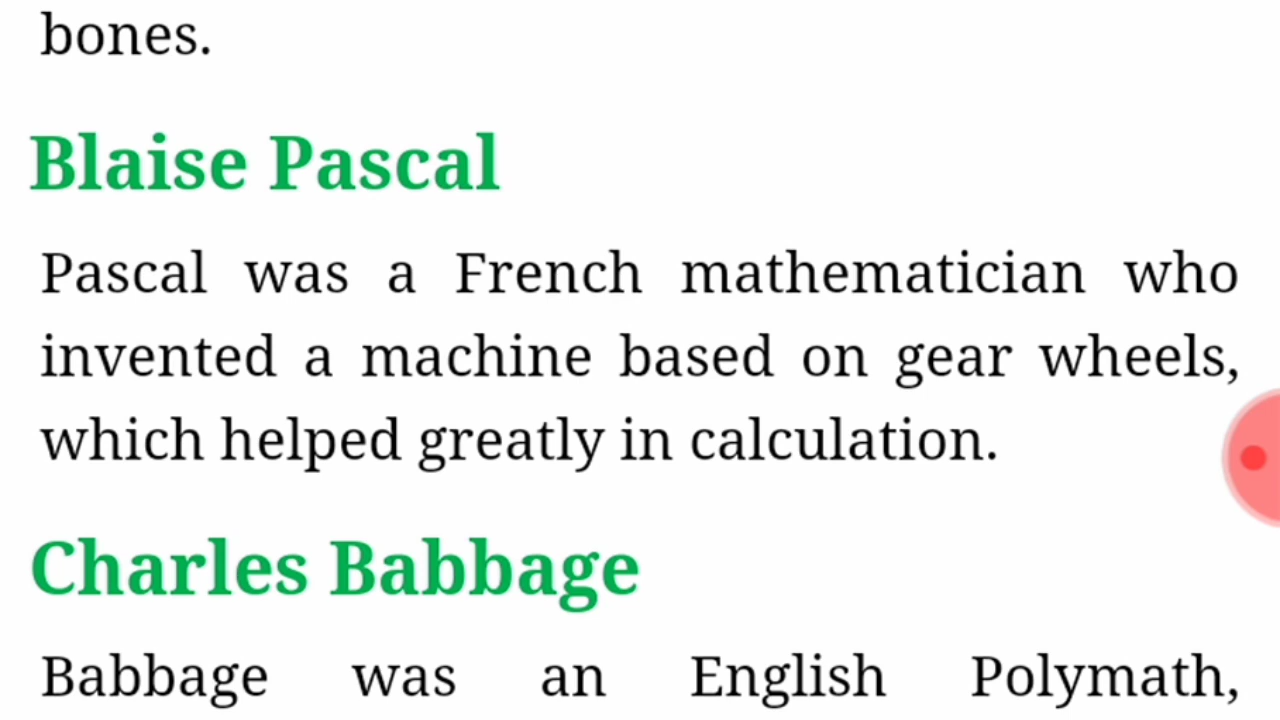 bones.
Blaise Pascal
Pascal was a French mathematician who
invented a machine based on gear wheels,
which helped greatly in calculation.
Charles Babbage
Babbage was an English Polymath,